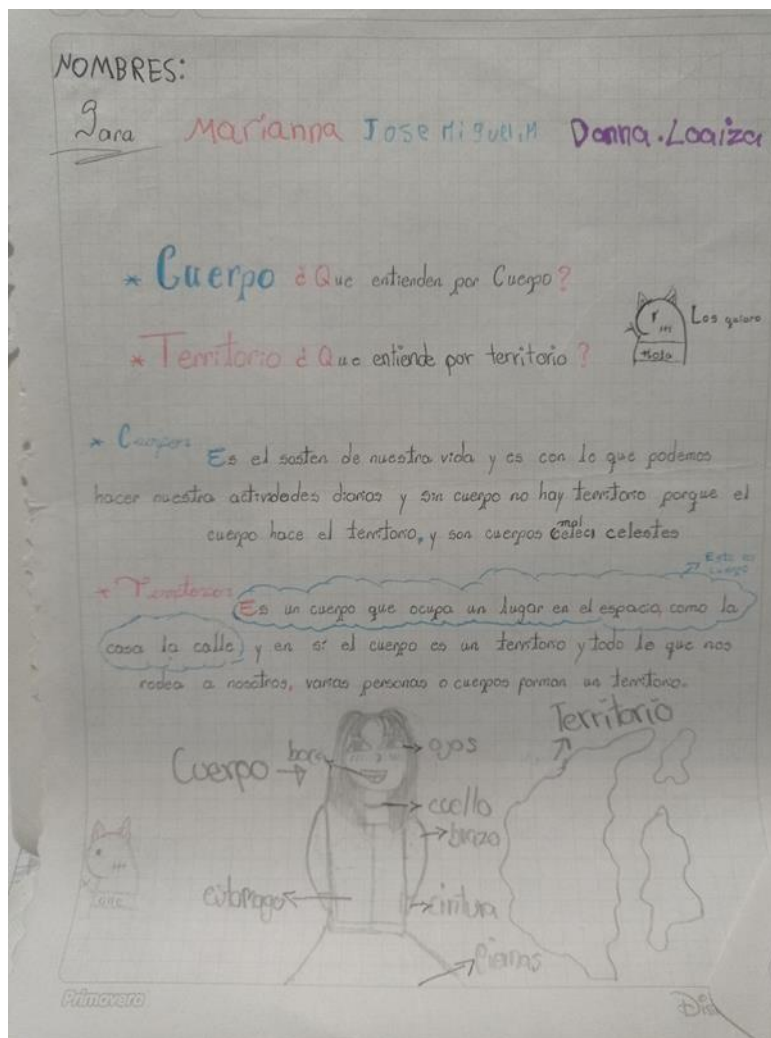 NOMBRES:
Sara Marianna Jose Miguel.M Danna.Loaiza
* Cuerpo ¿Que entienden por Cuerpo?
Los quiero
Hola
* Territorio ¿Que entiende por territorio?
* Cuerpo: Es el sosten de nuestra vida y es con lo que podemos
hacer nuestra actividades diarias y sin cuerpo no hay territorio porque el
cuerpo hace el territorio, y son cuerpos celestes
Esto es
cuerpo
* Territorio: Es un cuerpo que ocupa un lugar en el espacio, como la
casa la calle y en si el cuerpo es un territorio y todo lo que nos
rodea a nosotros, varias personas o cuerpos forman un territorio.
Territorio
Cuerpo boca ojos
cuello
brazo
estomago cintura
Piernas
Primavera